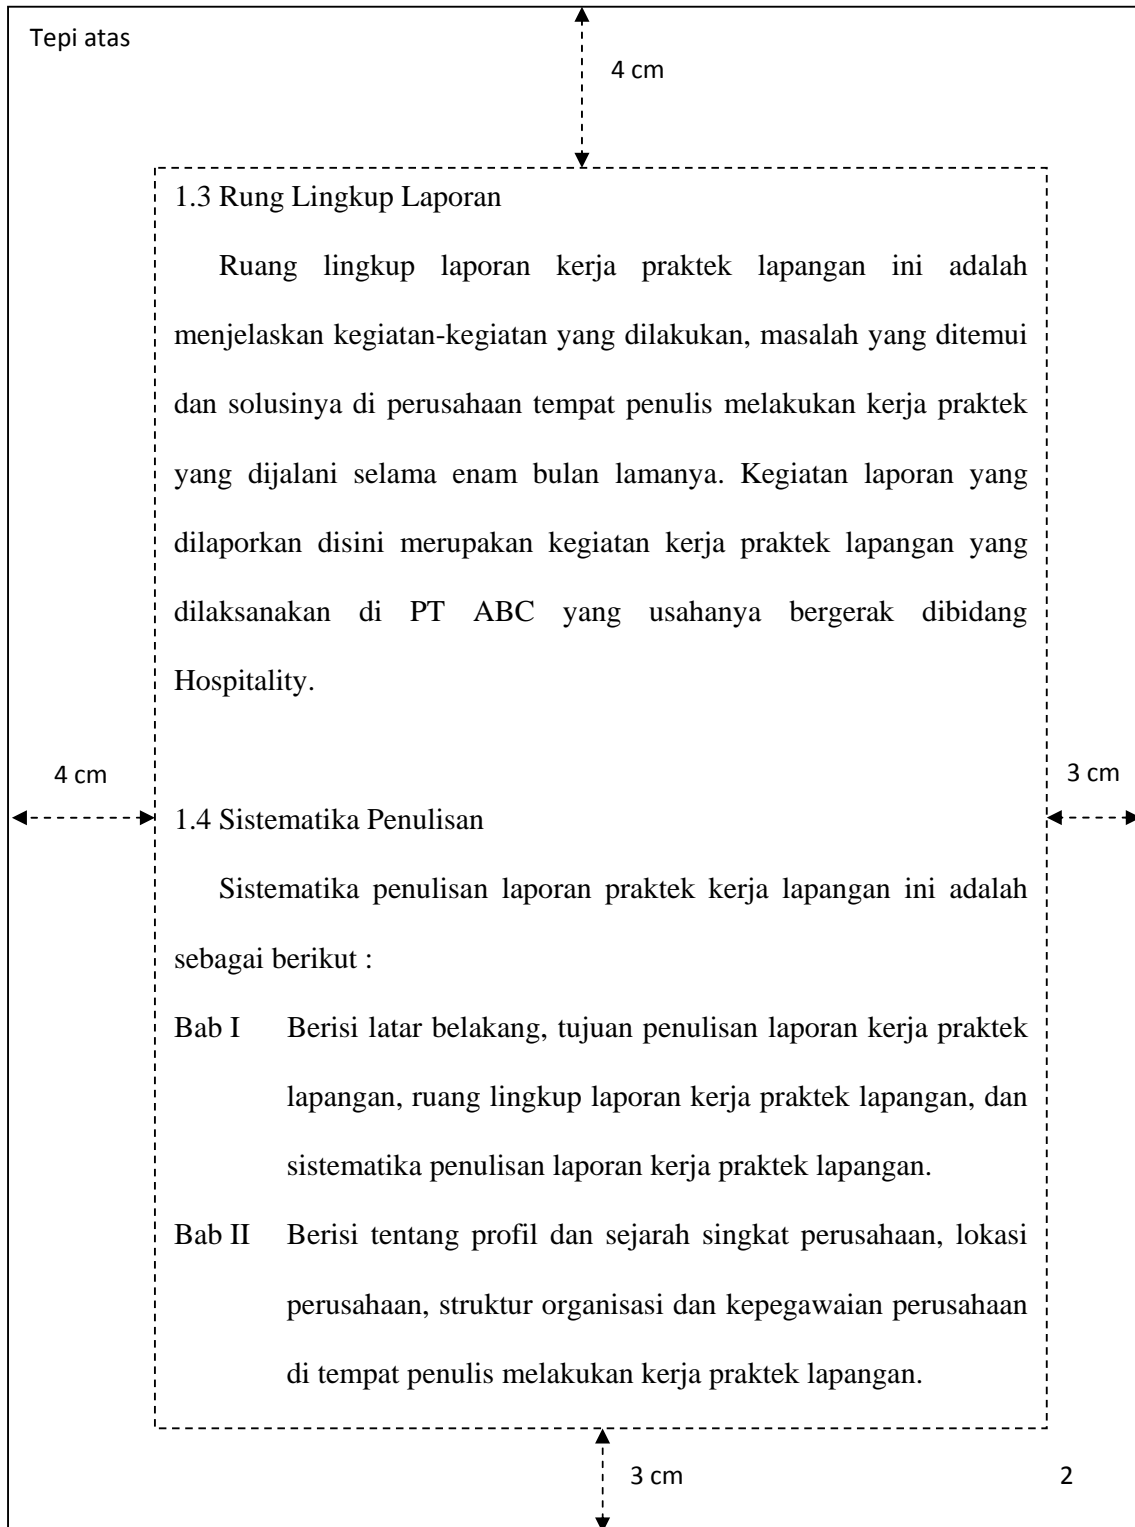 Tepi atas
4 cm
1.3 Rung Lingkup Laporan
Ruang lingkup laporan kerja praktek lapangan ini adalah
menjelaskan kegiatan-kegiatan yang dilakukan, masalah yang ditemui
dan solusinya di perusahaan tempat penulis melakukan kerja praktek
yang dijalani selama enam bulan lamanya. Kegiatan laporan yang
dilaporkan disini merupakan kegiatan kerja praktek lapangan yang
dilaksanakan di PT ABC yang usahanya bergerak dibidang
Hospitality.
4 cm
3 cm
1.4 Sistematika Penulisan
Sistematika penulisan laporan praktek kerja lapangan ini adalah
sebagai berikut :
Bab I Berisi latar belakang, tujuan penulisan laporan kerja praktek
lapangan, ruang lingkup laporan kerja praktek lapangan, dan
sistematika penulisan laporan kerja praktek lapangan.
Bab II Berisi tentang profil dan sejarah singkat perusahaan, lokasi
perusahaan, struktur organisasi dan kepegawaian perusahaan
di tempat penulis melakukan kerja praktek lapangan.
3 cm
2